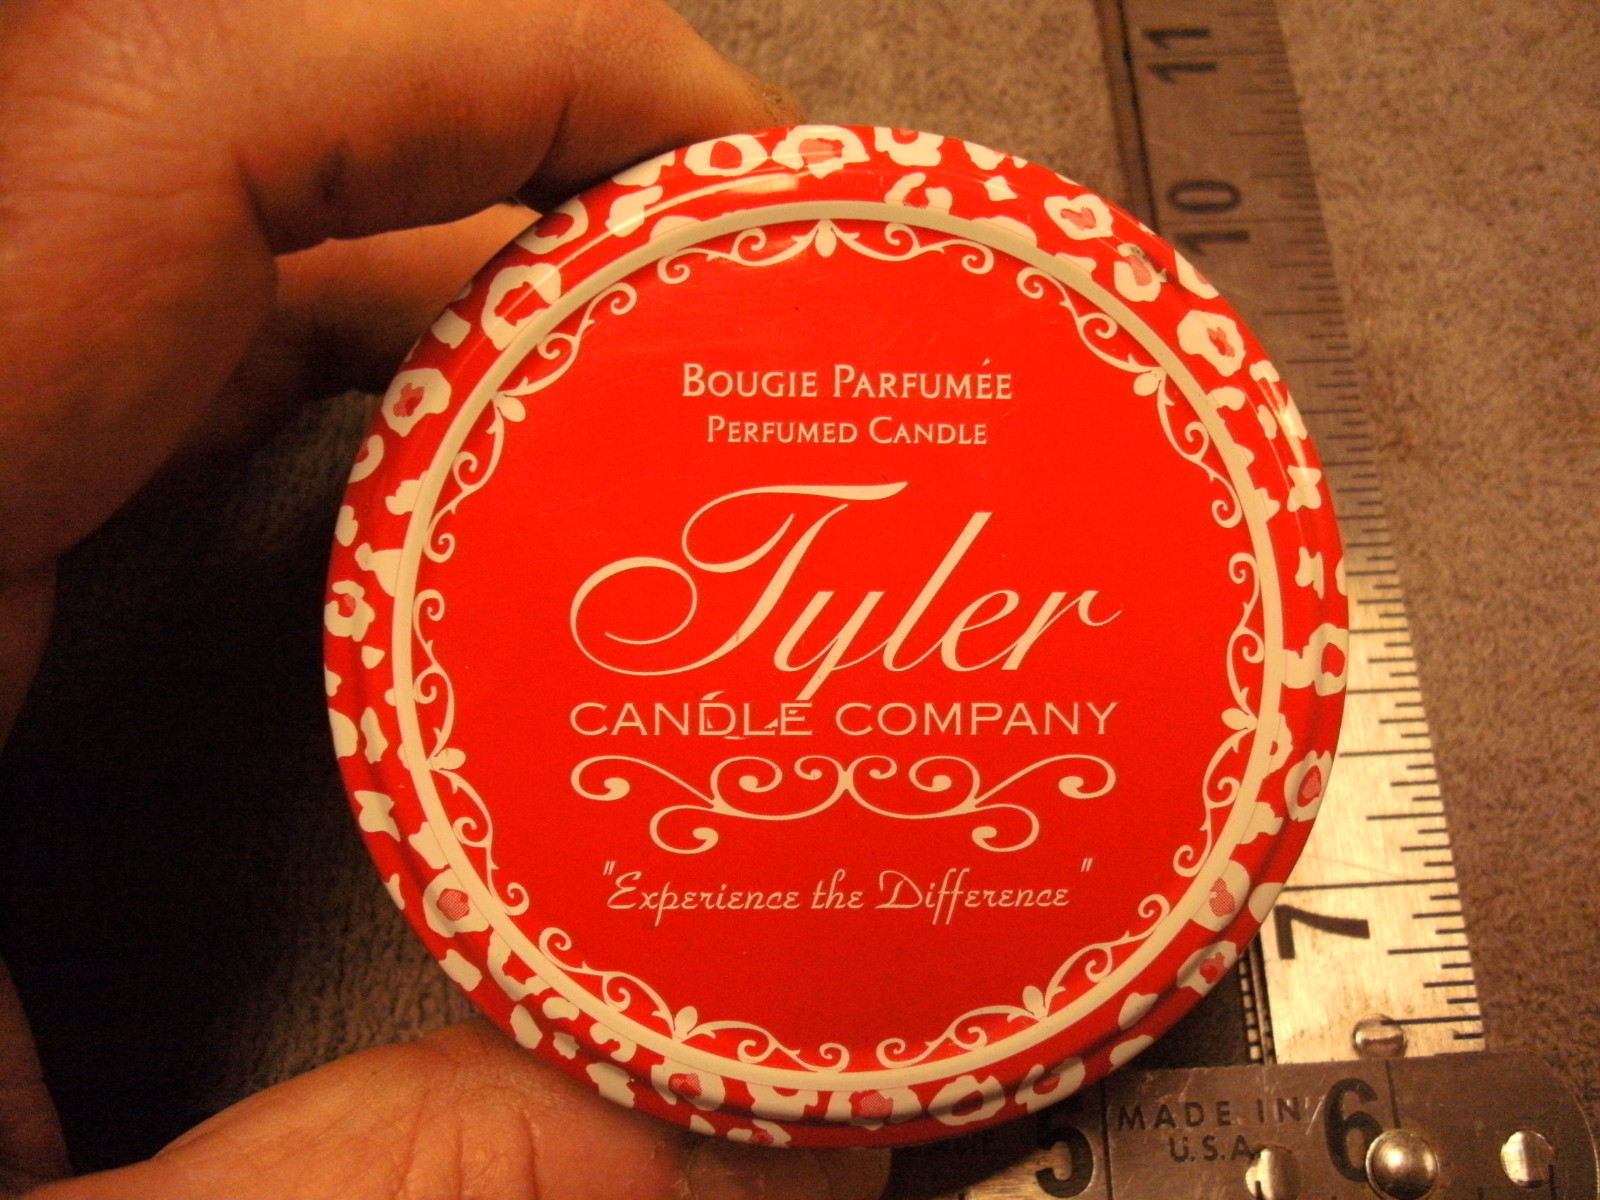 BOUGIE PARFUMÉE
PERFUMED CANDLE
Tyler
CANDLE COMPANY
"Experience the Difference"
11
10
7
5
MADE IN
U.S.A.
6